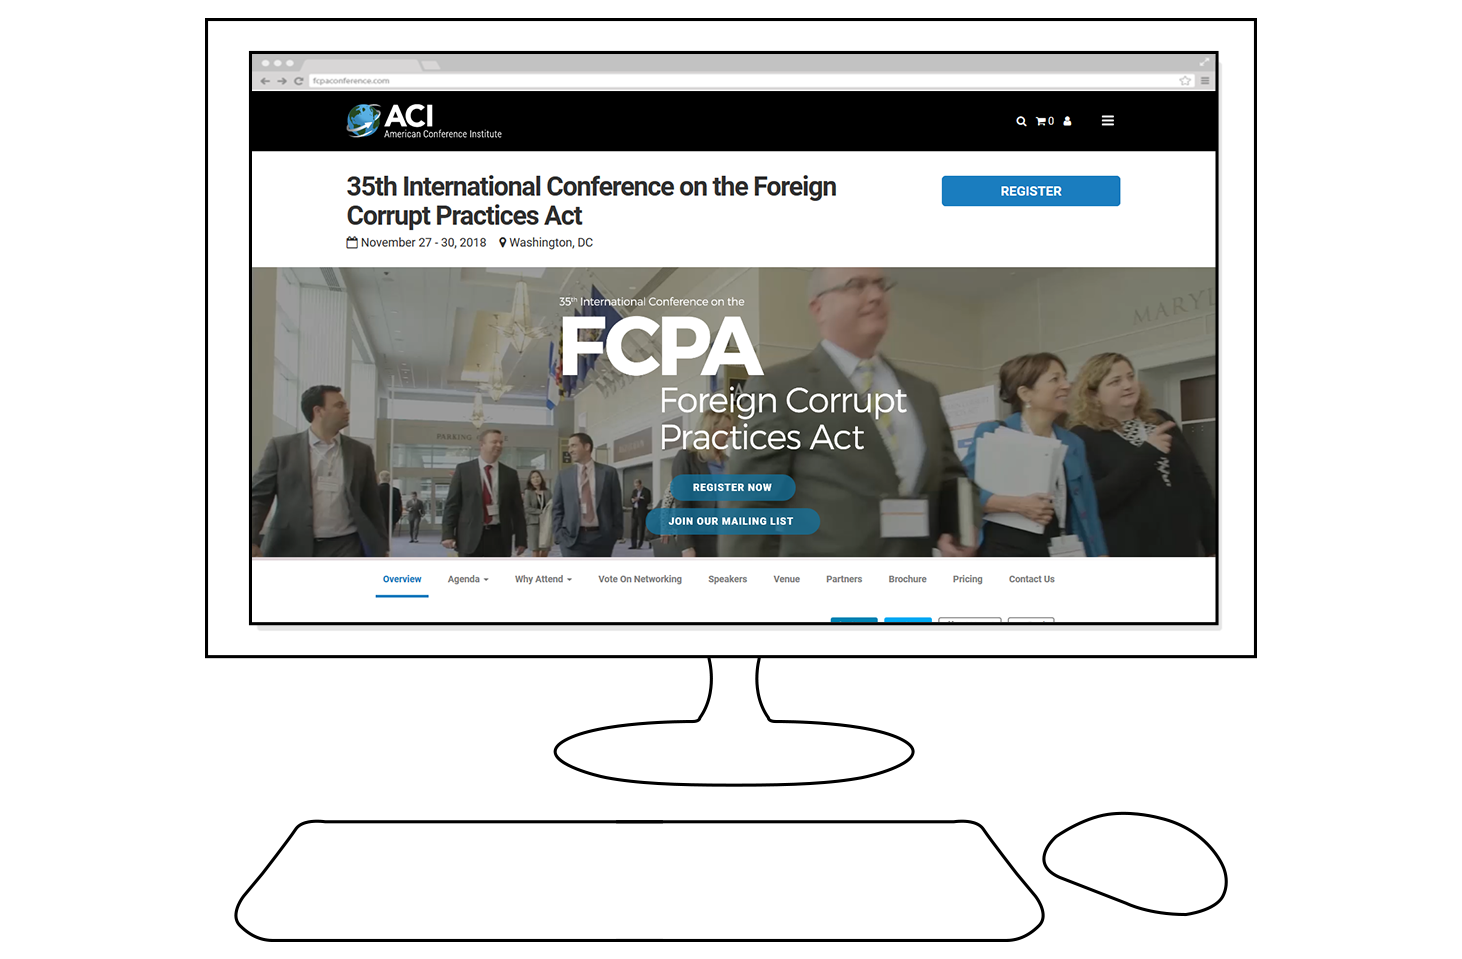 fcpaconference.com
ACI
American Conference Institute
0
35th International Conference on the Foreign
Corrupt Practices Act
REGISTER
November 27 - 30, 2018 Washington, DC
35th International Conference on the
FCPA
Foreign Corrupt
Practices Act
MARYL
PARKING
REGISTER NOW
JOIN OUR MAILING LIST
Overview Agenda Why Attend Vote On Networking Speakers Venue Partners Brochure Pricing Contact Us